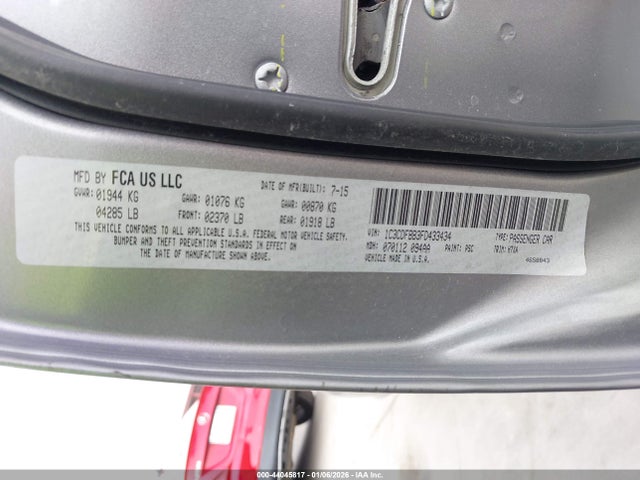 MFD BY FCA US LLC DATE OF MFR(BUILT): 7-15
GVWR: 01944 KG GAWR: 01076 KG GAWR: 00870 KG
04285 LB FRONT: 02370 LB REAR: 01918 LB
THIS VEHICLE CONFORMS TO ALL APPLICABLE U.S.A. FEDERAL MOTOR VEHICLE SAFETY,
BUMPER AND THEFT PREVENTION STANDARDS IN EFFECT ON
THE DATE OF MANUFACTURE SHOWN ABOVE.
VIN: 1C3CDFBB3FD433434 TYPE: PASSENGER CAR
MDH: 070112 094AA PAINT: PSC TRIM: H7XA
VEHICLE MADE IN U.S.A. 4658043
000-44045817 | 01/06/2026 - IAA Inc.